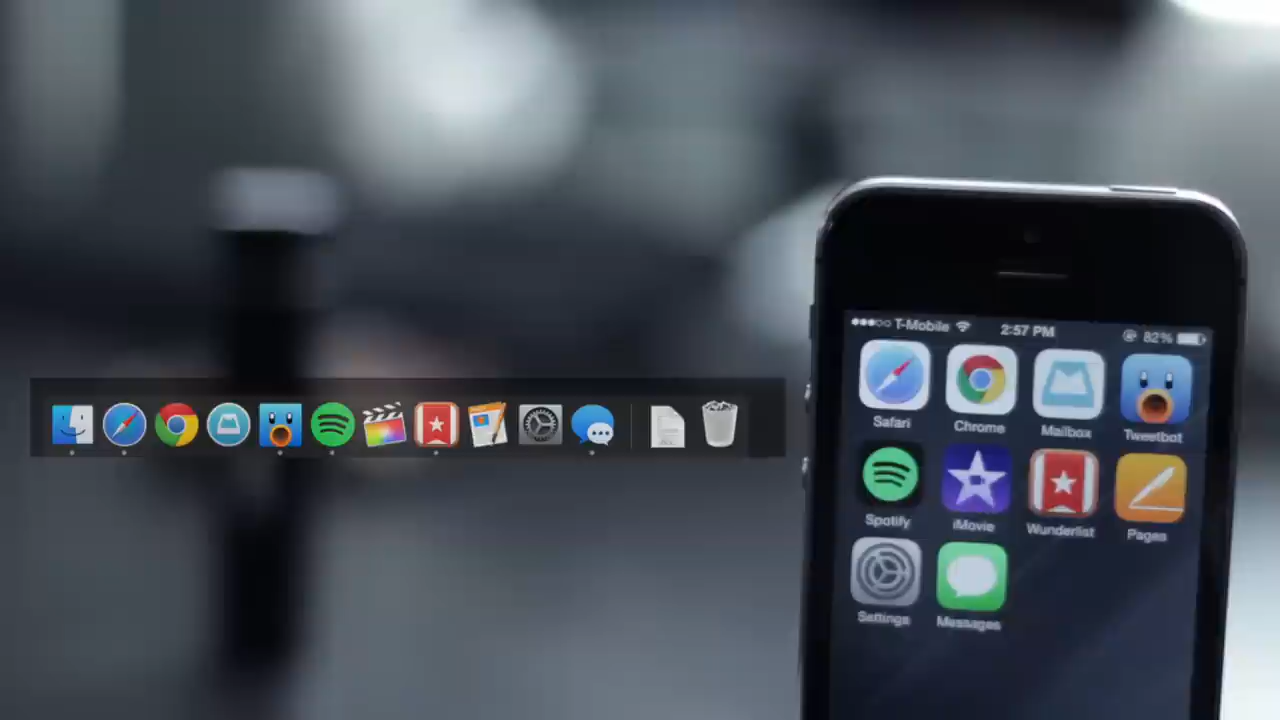 T-Mobile 2:57 PM 82%
Safari Chrome Mailbox Tweetbot
Spotify iMovie Wunderlist Pages
Settings Messages